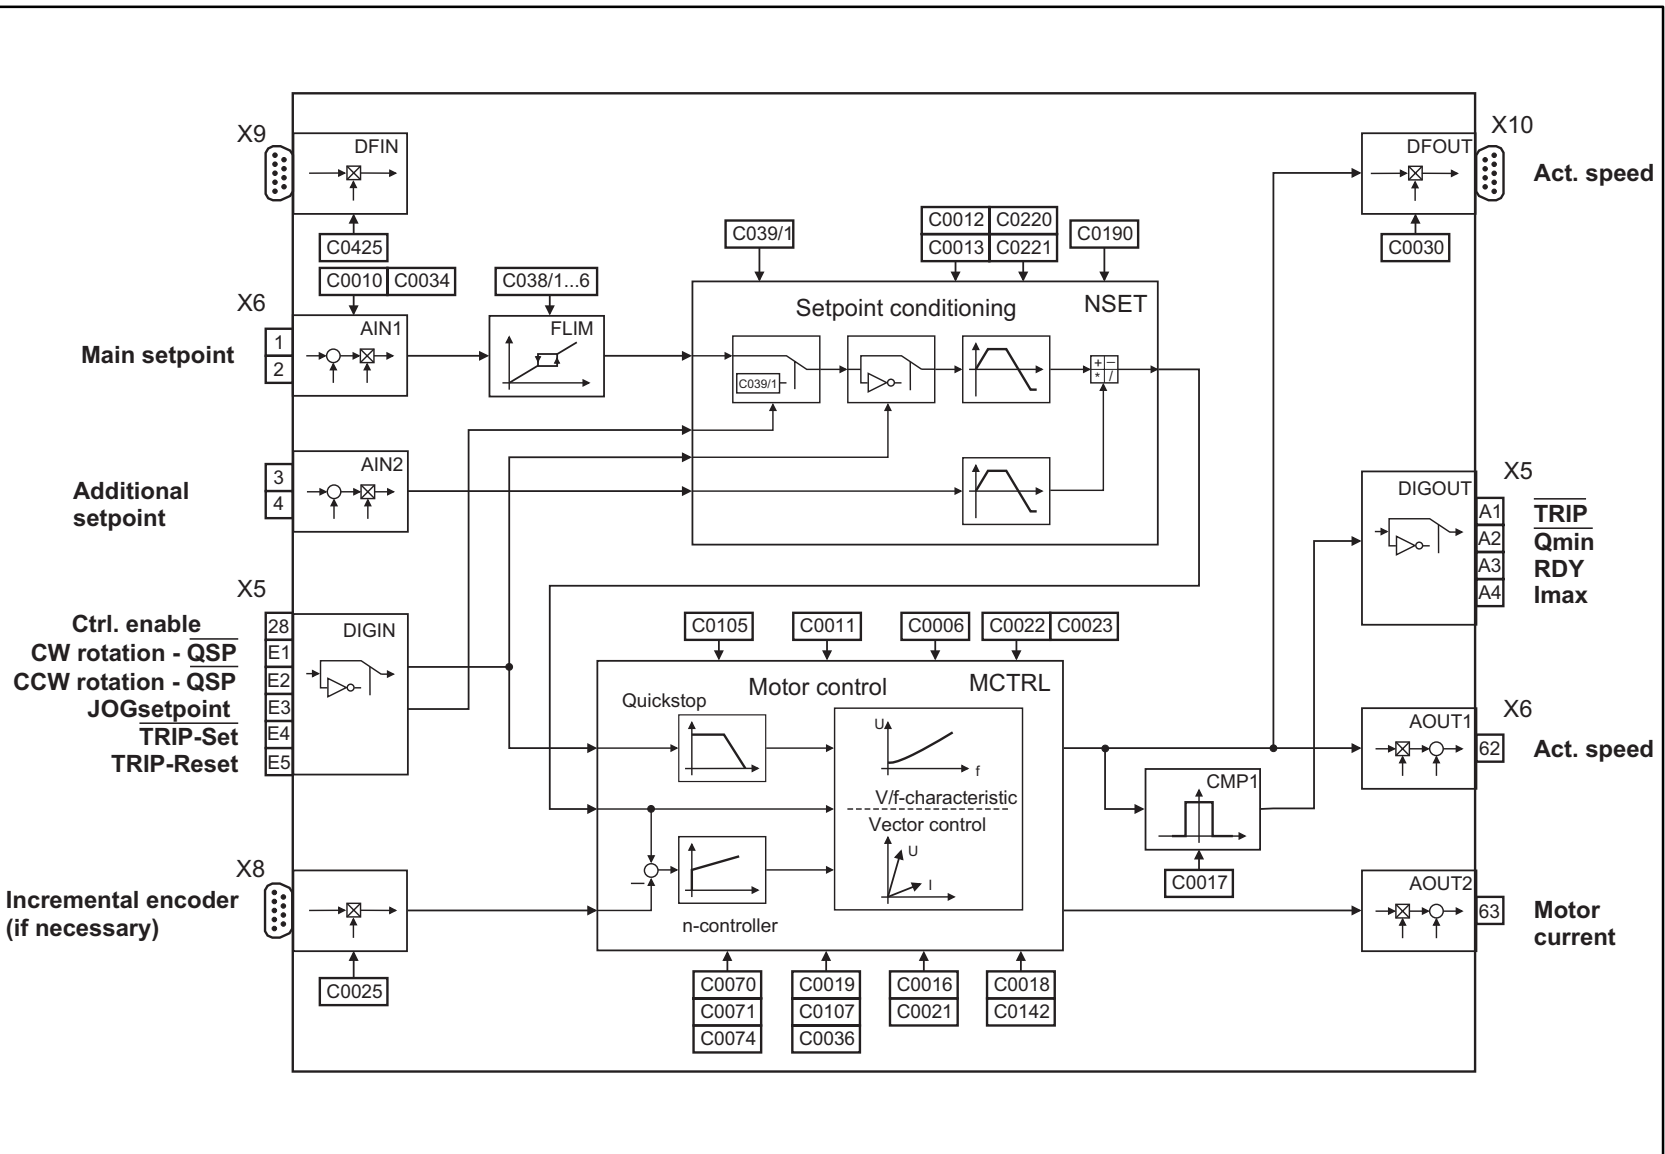 X9
DFIN
C0425
X10
DFOUT
Act. speed
C0030
C0010 C0034
C038/1...6
C039/1
C0012 C0220
C0013 C0221
C0190
X6
Main setpoint
1
2
AIN1
FLIM
Setpoint conditioning
NSET
C039/1
+ –
* /
Additional
setpoint
3
4
AIN2
X5
DIGOUT
A1
TRIP
A2
Qmin
A3
RDY
A4
Imax
X5
Ctrl. enable
28
DIGIN
CW rotation - QSP
E1
CCW rotation - QSP
E2
JOGsetpoint
E3
TRIP-Set
E4
TRIP-Reset
E5
C0105
C0011
C0006
C0022 C0023
Motor control
MCTRL
Quickstop
U
f
V/f-characteristic
Vector control
U
I
–
n-controller
X6
AOUT1
62
Act. speed
CMP1
C0017
AOUT2
63
Motor
current
X8
Incremental encoder
(if necessary)
C0025
C0070
C0071
C0074
C0019
C0107
C0036
C0016
C0021
C0018
C0142